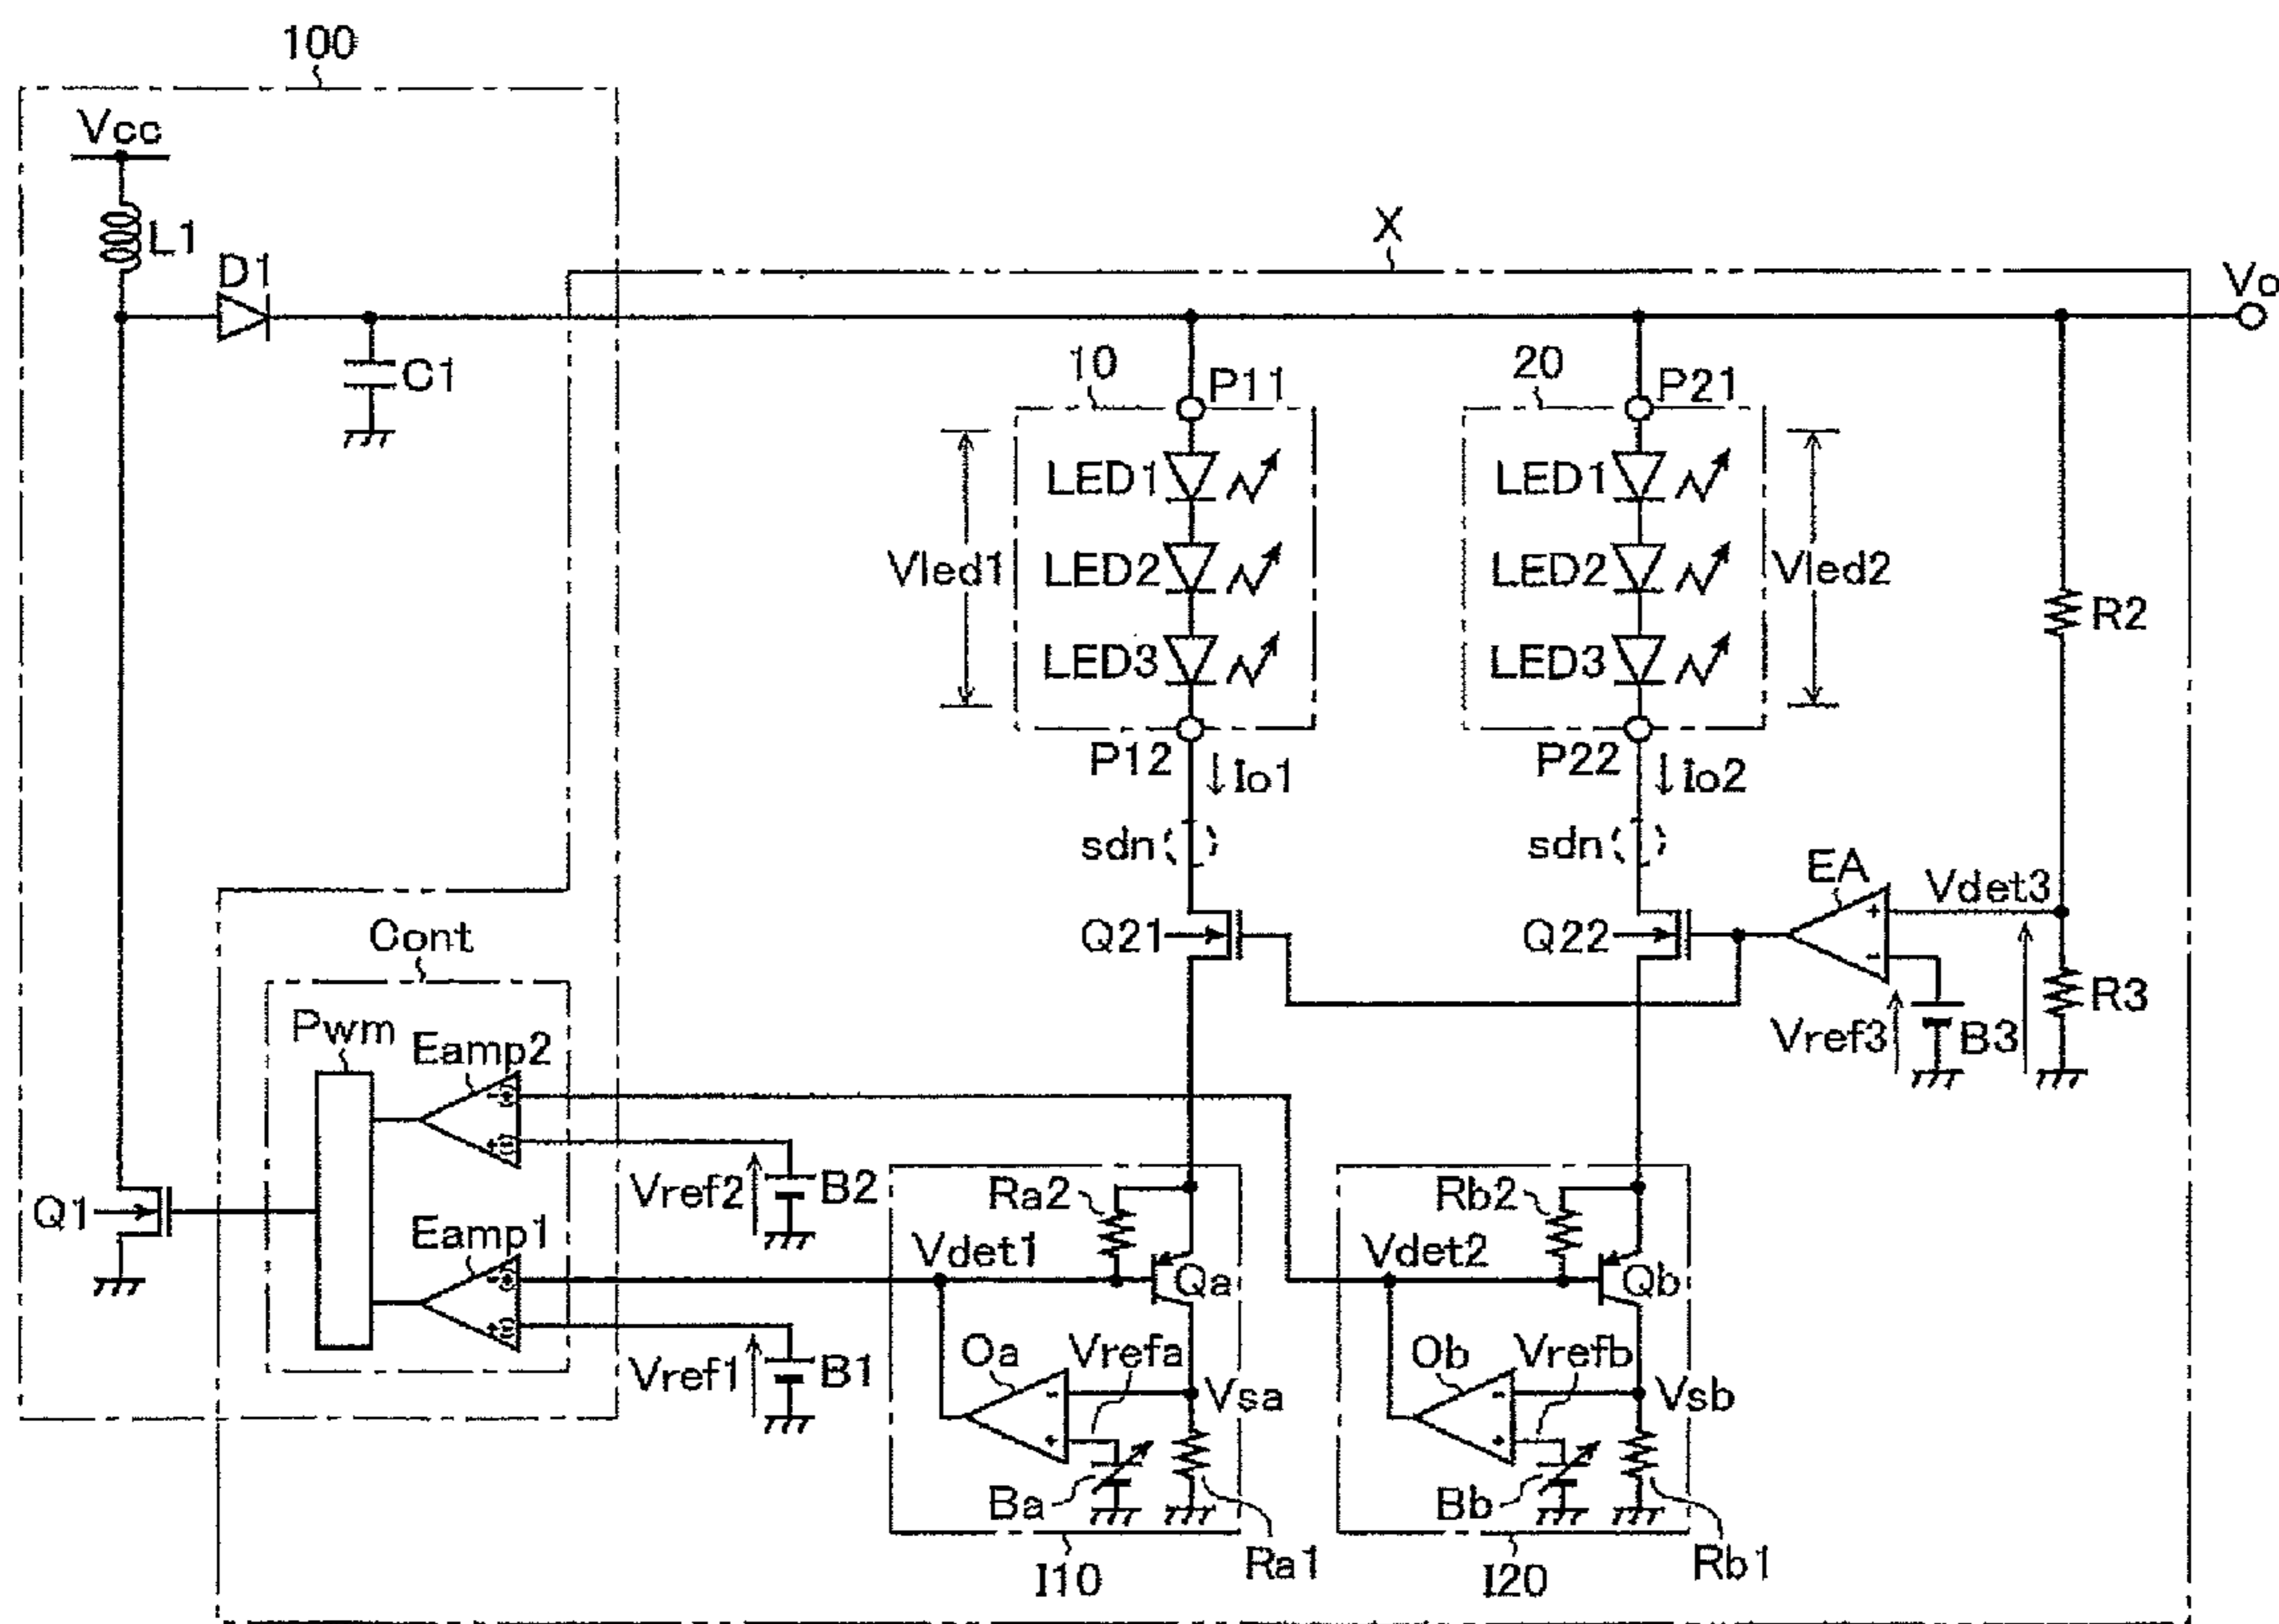 100
Vcc
L1
D1
C1
X
Vo
10
P11
20
P21
LED1
LED1
Vled1
LED2
LED2
Vled2
LED3
LED3
R2
P12
Io1
P22
Io2
sdn
sdn
EA
Vdet3
+
-
Q21
Q22
Vref3
B3
R3
Cont
Pwm
Eamp2
Q1
Vref2
B2
Ra2
Rb2
Eamp1
Vdet1
Qa
Vdet2
Qb
Vref1
B1
Oa
Vrefa
Vsa
Ob
Vrefb
Vsb
-
+
-
+
Ba
Bb
Ra1
Rb1
I10
I20